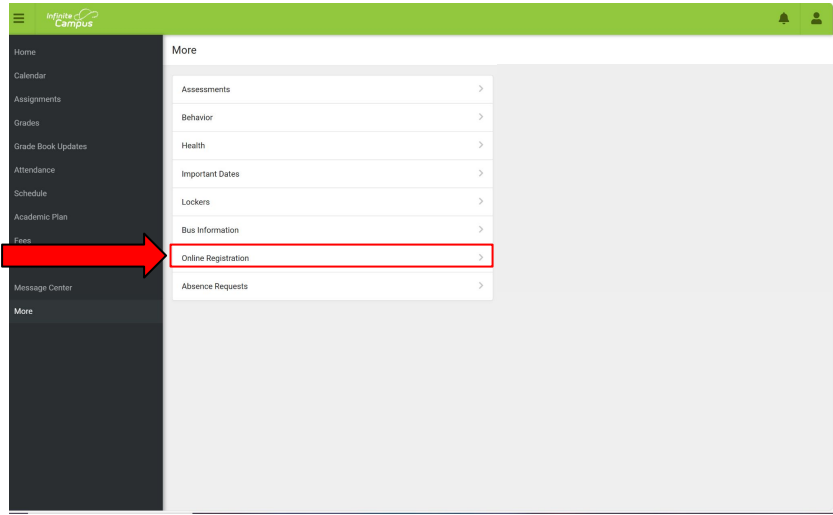 Infinite
Campus
Home
More
Calendar
Assessments
Assignments
Behavior
Grades
Health
Grade Book Updates
Important Dates
Attendance
Schedule
Lockers
Academic Plan
Bus Information
Fees
Online Registration
Message Center
Absence Requests
More